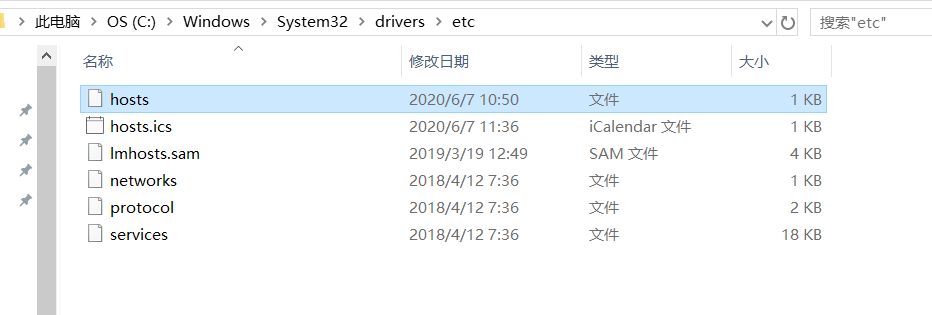 此电脑 › OS (C:) › Windows › System32 › drivers › etc 搜索"etc"
名称 修改日期 类型 大小
hosts 2020/6/7 10:50 文件 1 KB
hosts.ics 2020/6/7 11:36 iCalendar 文件 1 KB
lmhosts.sam 2019/3/19 12:49 SAM 文件 4 KB
networks 2018/4/12 7:36 文件 1 KB
protocol 2018/4/12 7:36 文件 2 KB
services 2018/4/12 7:36 文件 18 KB